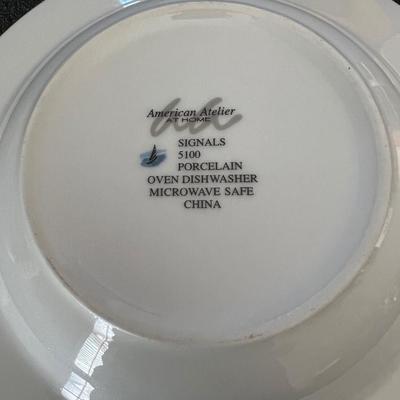 American Atelier
AT HOME
SIGNALS
5100
PORCELAIN
OVEN DISHWASHER
MICROWAVE SAFE
CHINA